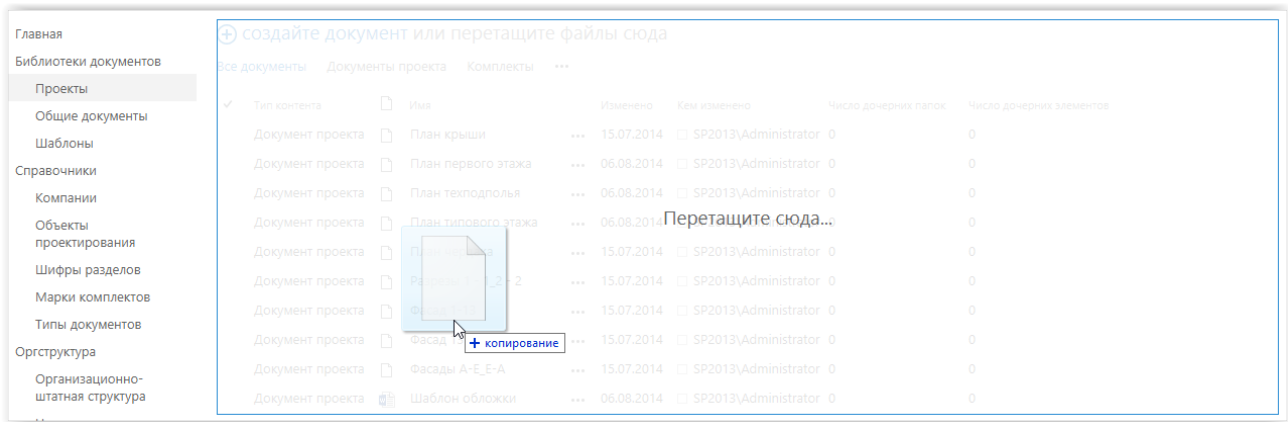 Главная
Библиотеки документов
Проекты
Общие документы
Шаблоны
Справочники
Компании
Объекты
проектирования
Шифры разделов
Марки комплектов
Типы документов
Оргструктура
Организационно-
штатная структура
создайте документ или перетащите файлы сюда
Все документы Документы проекта Комплекты ...
Тип контента Имя Изменено Кем изменено Число дочерних папок Число дочерних элементов
Документ проекта План крыши ... 15.07.2014 SP2013\Administrator 0 0
Документ проекта План первого этажа ... 06.08.2014 SP2013\Administrator 0 0
Документ проекта План техподполья ... 06.08.2014 SP2013\Administrator 0 0
Документ проекта План типового этажа ... 06.08.2014 SP2013\Administrator 0 0
Перетащите сюда...
Документ проекта План ... 15.07.2014 SP2013\Administrator 0 0
Документ проекта 2 - 2 ... 15.07.2014 SP2013\Administrator 0 0
Документ проекта ... 15.07.2014 SP2013\Administrator 0 0
Документ проекта Фасад ... 15.07.2014 SP2013\Administrator 0 0
+ копирование
Документ проекта Фасады А-Е_Е-А ... 15.07.2014 SP2013\Administrator 0 0
Документ проекта Шаблон обложки ... 06.08.2014 SP2013\Administrator 0 0